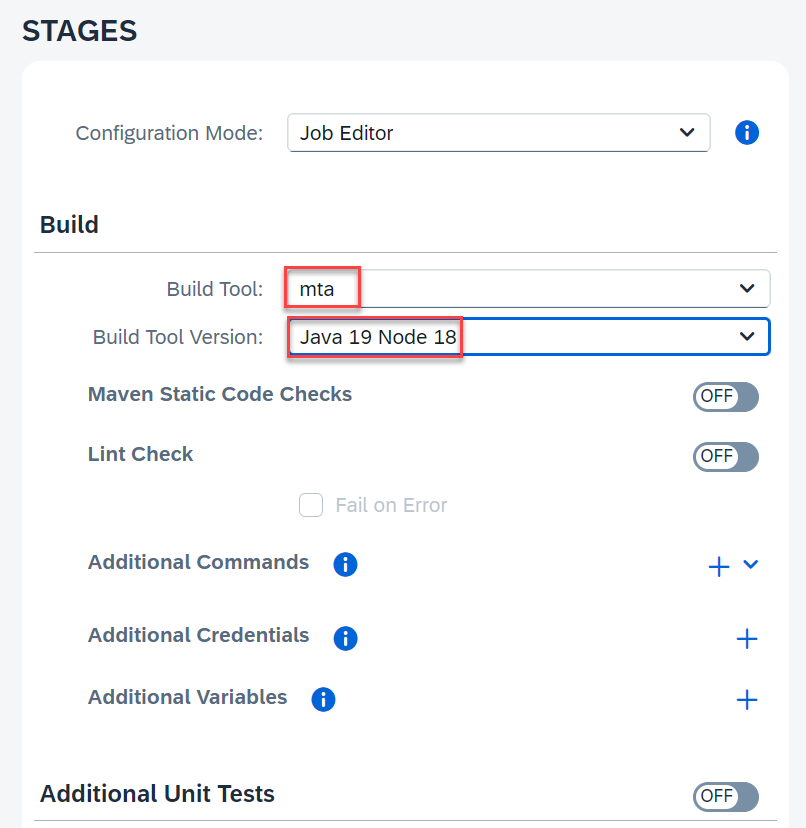 STAGES
Configuration Mode: Job Editor
Build
Build Tool: mta
Build Tool Version: Java 19 Node 18
Maven Static Code Checks OFF
Lint Check OFF
Fail on Error
Additional Commands
Additional Credentials
Additional Variables
Additional Unit Tests OFF